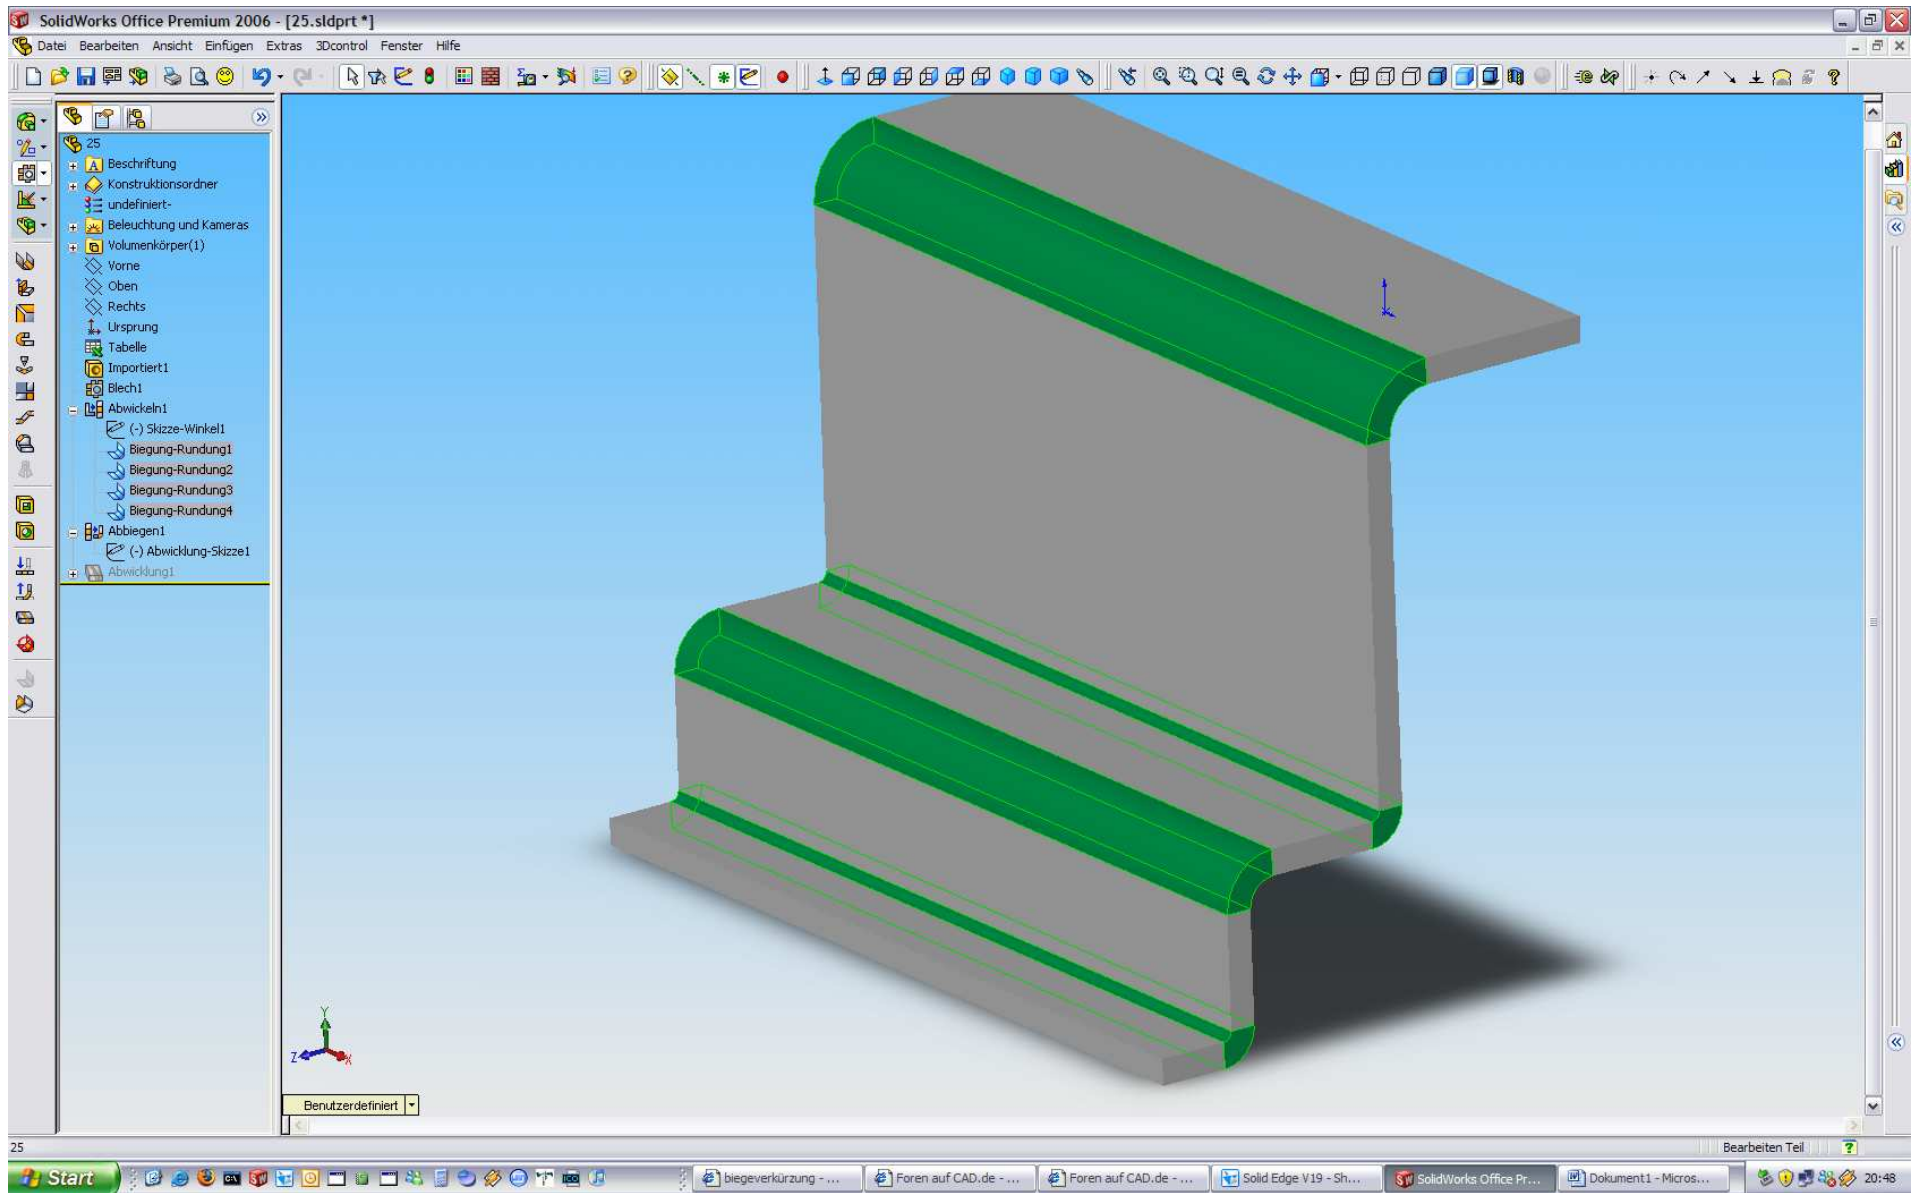 SolidWorks Office Premium 2006 - [25.sldprt *]
Datei Bearbeiten Ansicht Einfügen Extras 3Dcontrol Fenster Hilfe
25
Beschriftung
Konstruktionsordner
undefiniert-
Beleuchtung und Kameras
Volumenkörper(1)
Vorne
Oben
Rechts
Ursprung
Tabelle
Importiert1
Blech1
Abwickeln1
(-) Skizze-Winkel1
Biegung-Rundung1
Biegung-Rundung2
Biegung-Rundung3
Biegung-Rundung4
Abbiegen1
(-) Abwicklung-Skizze1
Abwicklung1
Y
Z X
Benutzerdefiniert
25 Bearbeiten Teil
Start biegeverkürzung - ... Foren auf CAD.de - ... Foren auf CAD.de - ... Solid Edge V19 - Sh... SolidWorks Office Pr... Dokument1 - Micros... 20:48